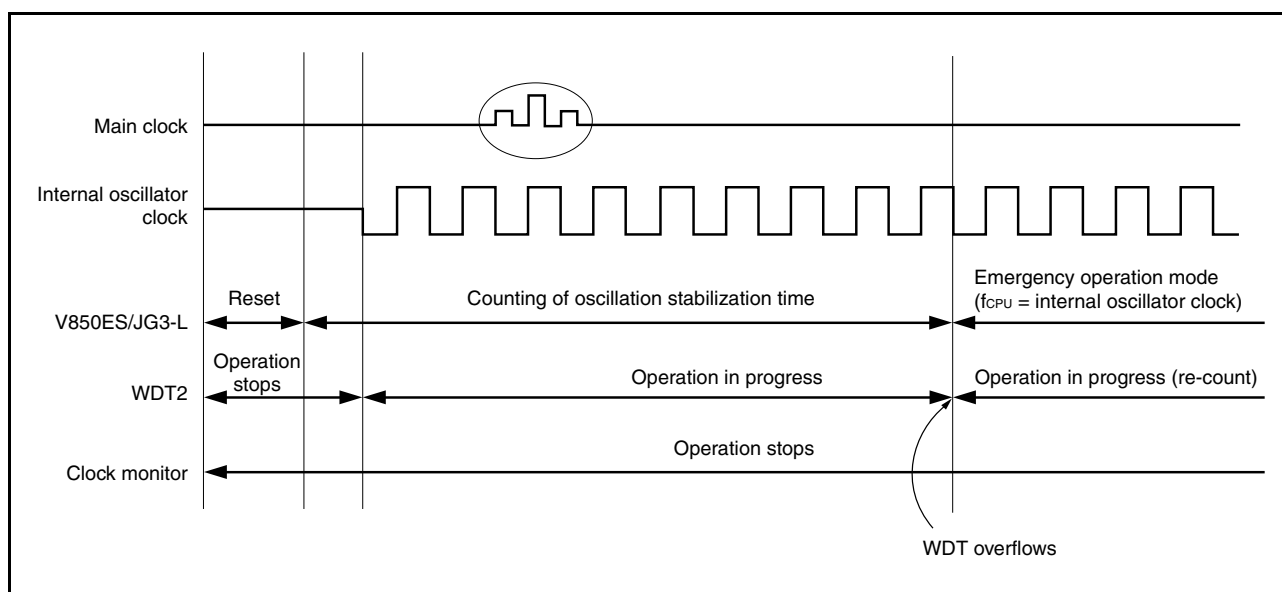 Main clock
Internal oscillator
clock
Emergency operation mode
(fCPU = internal oscillator clock)
Reset
Counting of oscillation stabilization time
V850ES/JG3-L
Operation
stops
WDT2
Operation in progress
Operation in progress (re-count)
Operation stops
Clock monitor
WDT overflows